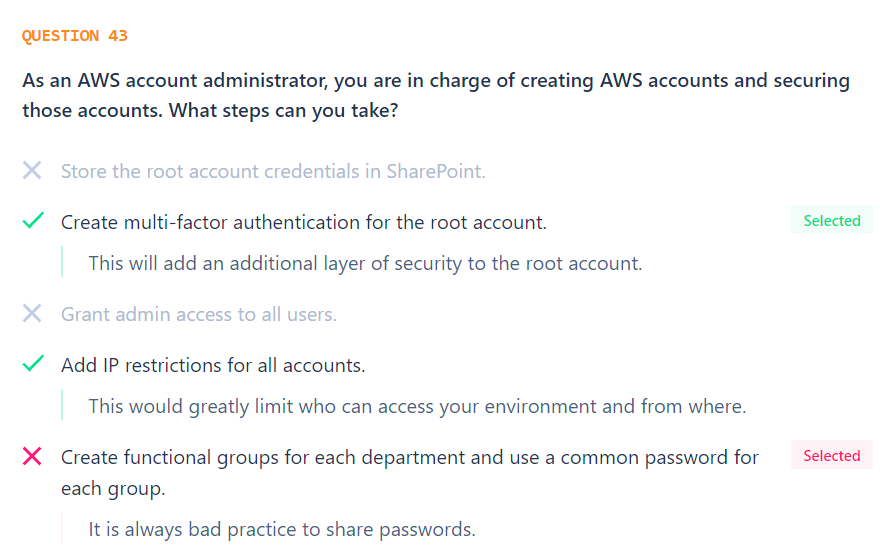 QUESTION 43
As an AWS account administrator, you are in charge of creating AWS accounts and securing
those accounts. What steps can you take?
Store the root account credentials in SharePoint.
Create multi-factor authentication for the root account.
Selected
This will add an additional layer of security to the root account.
Grant admin access to all users.
Add IP restrictions for all accounts.
This would greatly limit who can access your environment and from where.
Create functional groups for each department and use a common password for
Selected
each group.
It is always bad practice to share passwords.